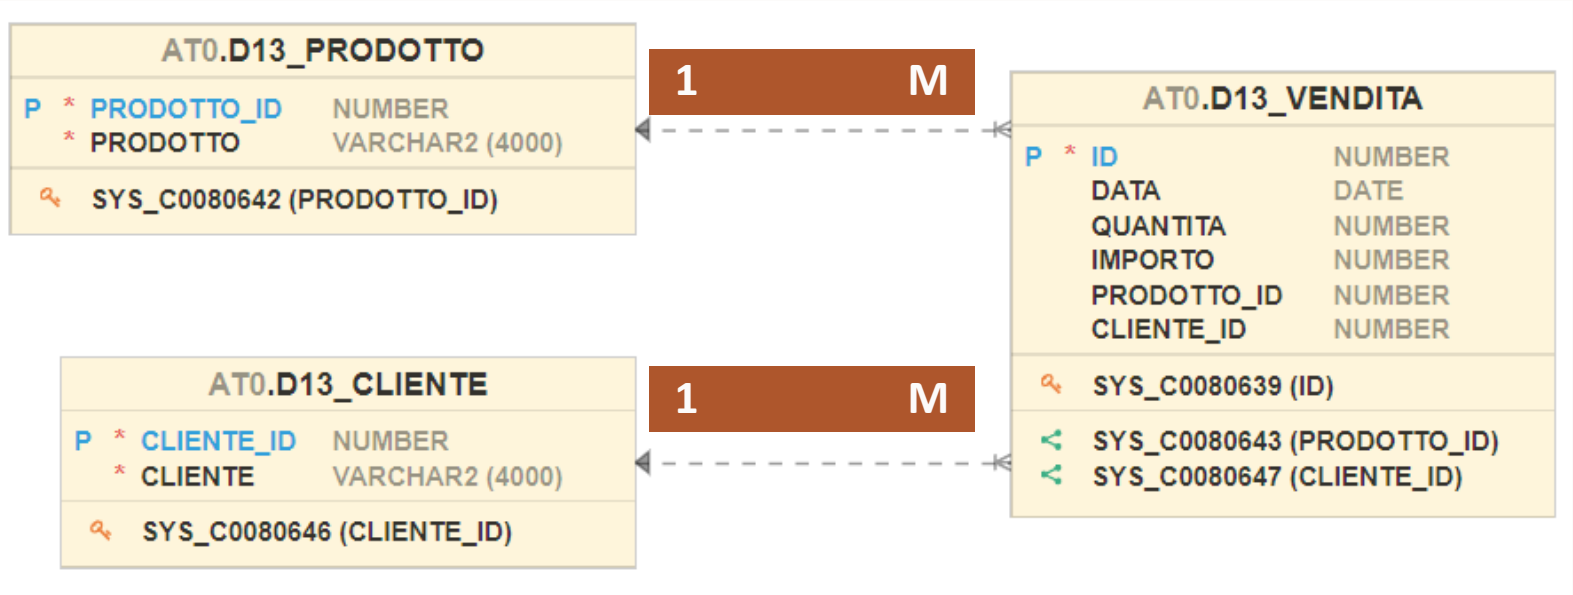 AT0.D13_PRODOTTO
P * PRODOTTO_ID NUMBER
* PRODOTTO VARCHAR2 (4000)
SYS_C0080642 (PRODOTTO_ID)
1 M
AT0.D13_VENDITA
P * ID NUMBER
DATA DATE
QUANTITA NUMBER
IMPORTO NUMBER
PRODOTTO_ID NUMBER
CLIENTE_ID NUMBER
SYS_C0080639 (ID)
SYS_C0080643 (PRODOTTO_ID)
SYS_C0080647 (CLIENTE_ID)
AT0.D13_CLIENTE
P * CLIENTE_ID NUMBER
* CLIENTE VARCHAR2 (4000)
SYS_C0080646 (CLIENTE_ID)
1 M